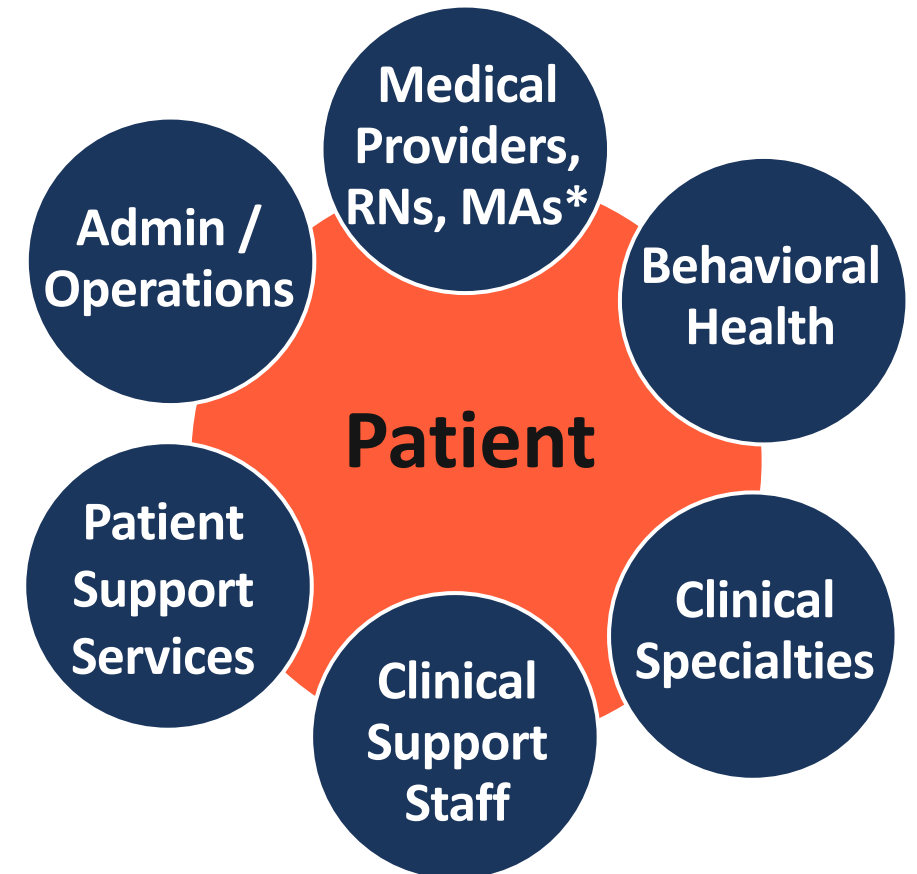 Medical
Providers,
RNs, MAs*
Admin /
Operations
Behavioral
Health
Patient
Patient
Support
Services
Clinical
Specialties
Clinical
Support
Staff